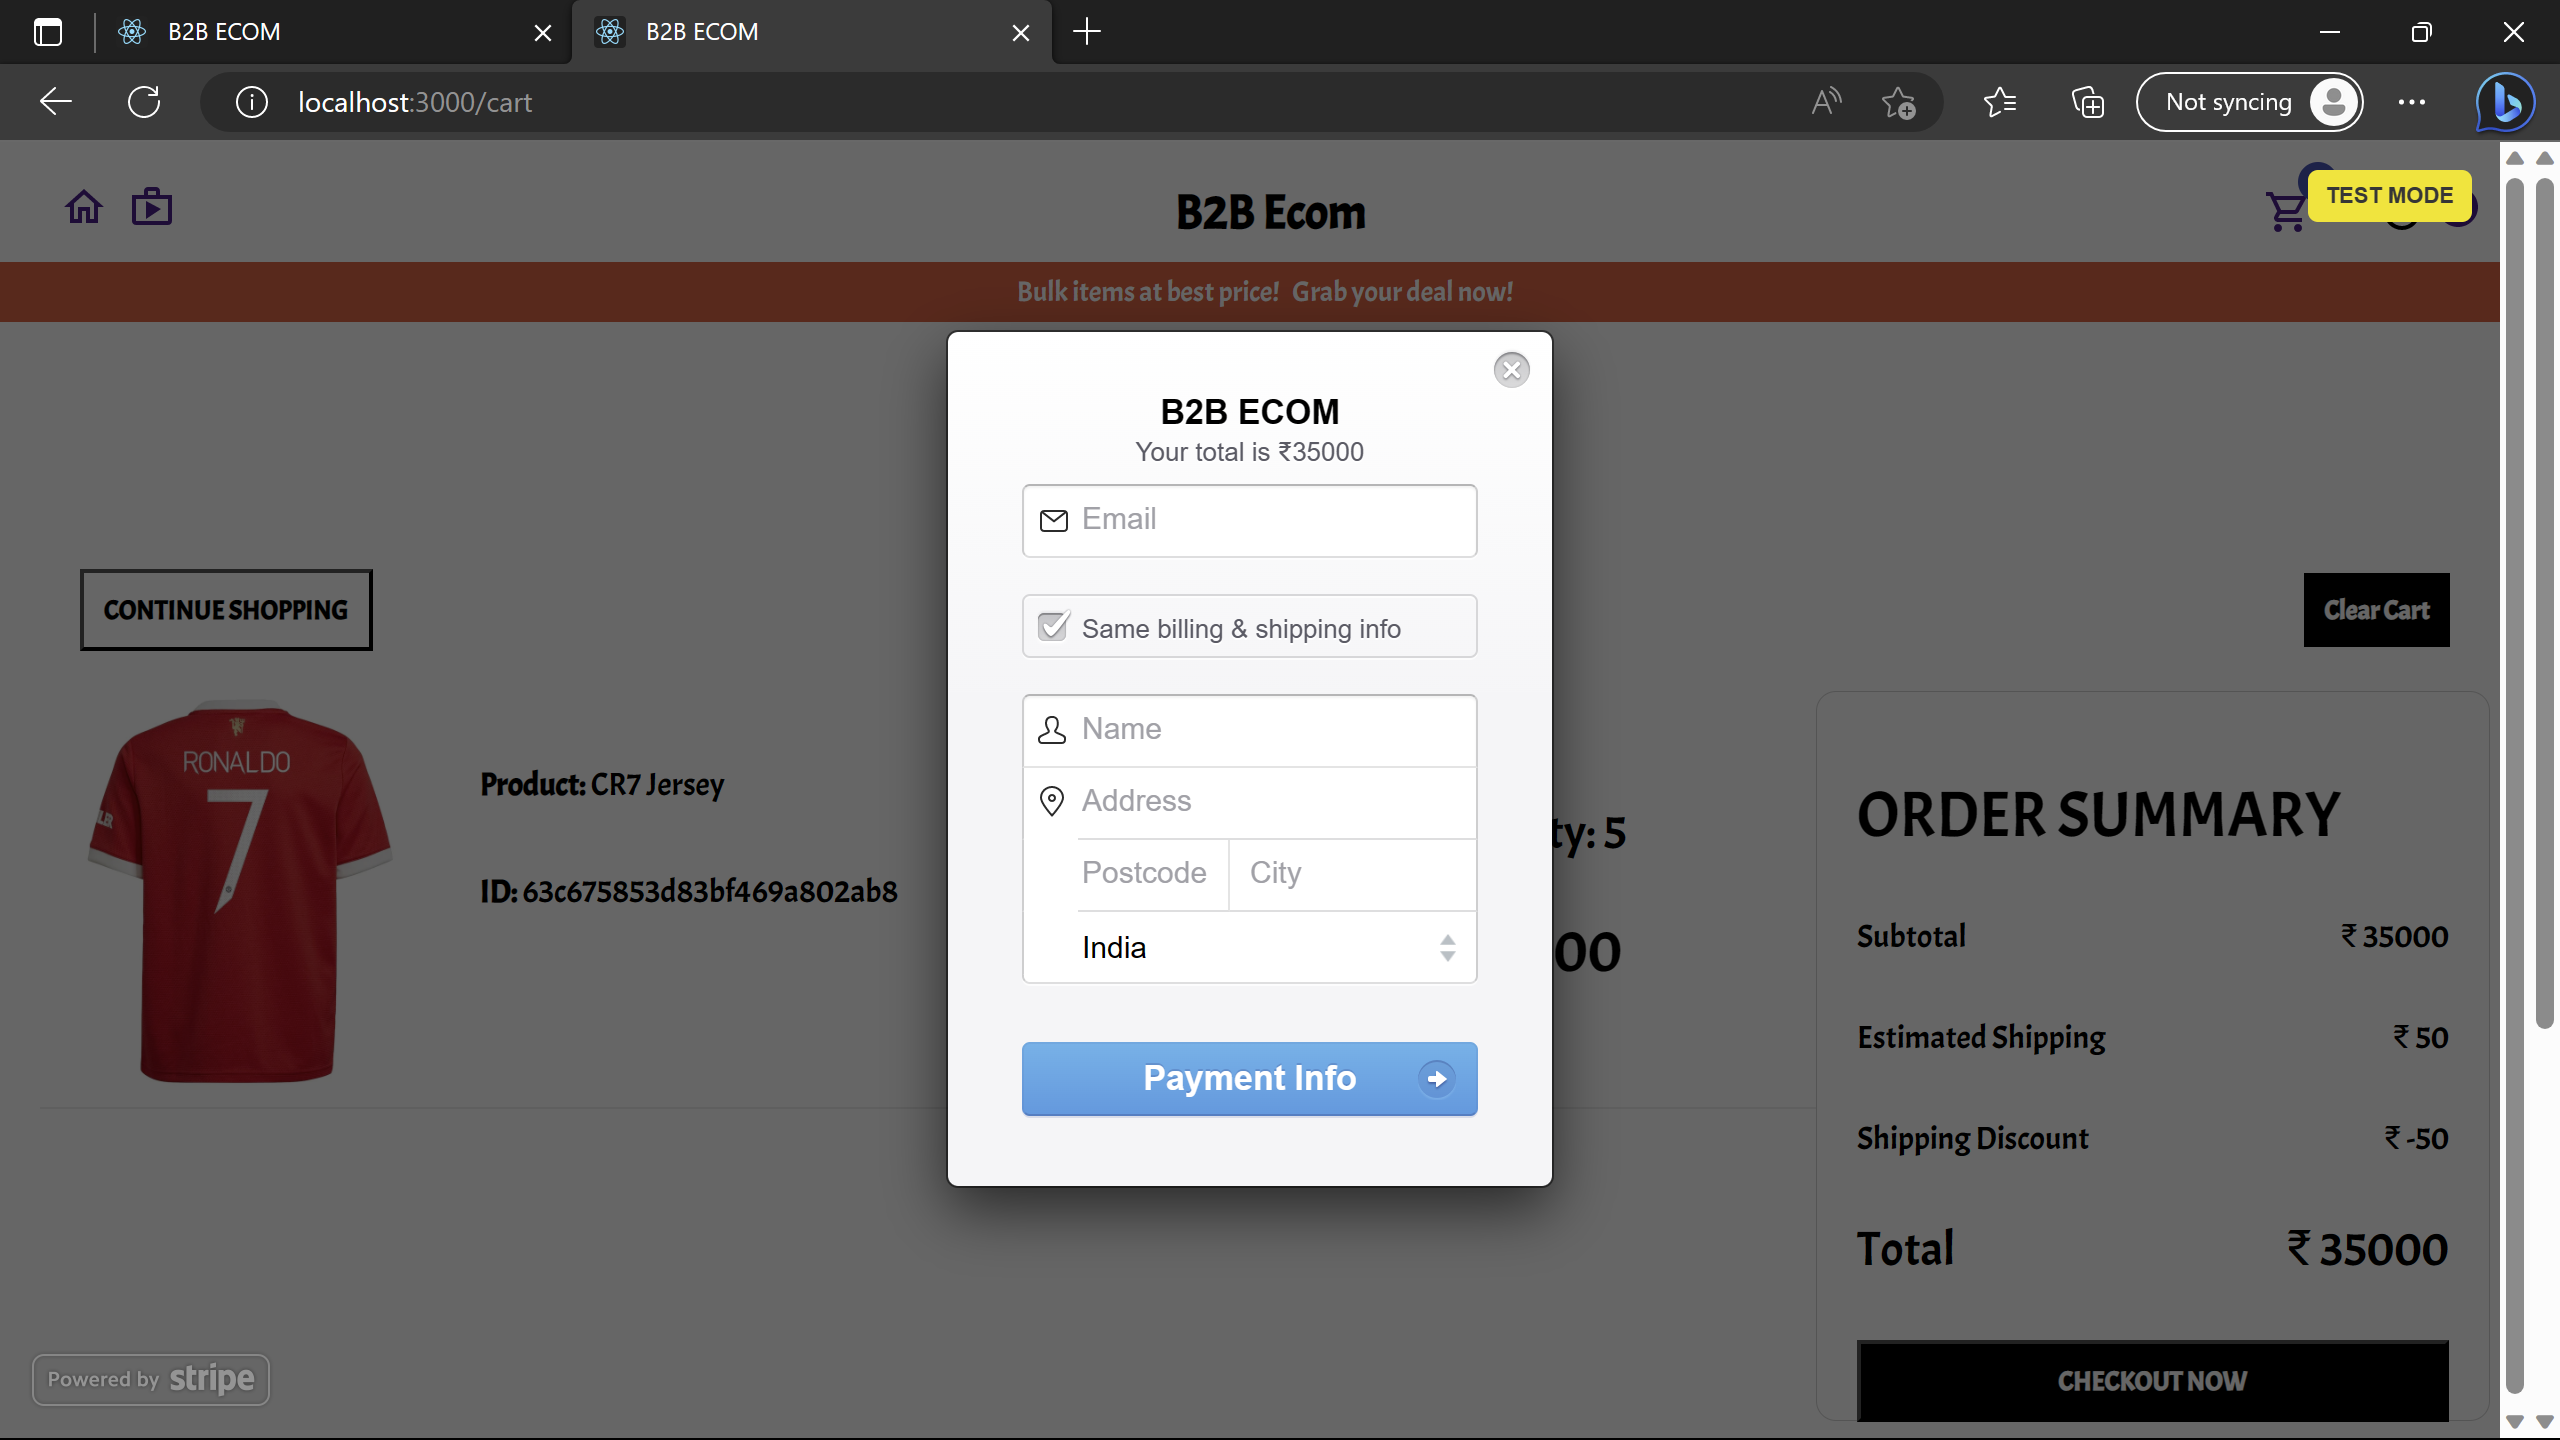 B2B ECOM
B2B ECOM
localhost:3000/cart
Not syncing
B2B Ecom
TEST MODE
Bulk items at best price! Grab your deal now!
B2B ECOM
Your total is ₹35000
Email
CONTINUE SHOPPING
Same billing & shipping info
Clear Cart
RONALDO
7
Product: CR7 Jersey
ID: 63c675853d83bf469a802ab8
Name
Address
Postcode
City
India
Payment Info
ty: 5
00
ORDER SUMMARY
Subtotal ₹ 35000
Estimated Shipping ₹ 50
Shipping Discount ₹ -50
Total ₹ 35000
CHECKOUT NOW
Powered by stripe